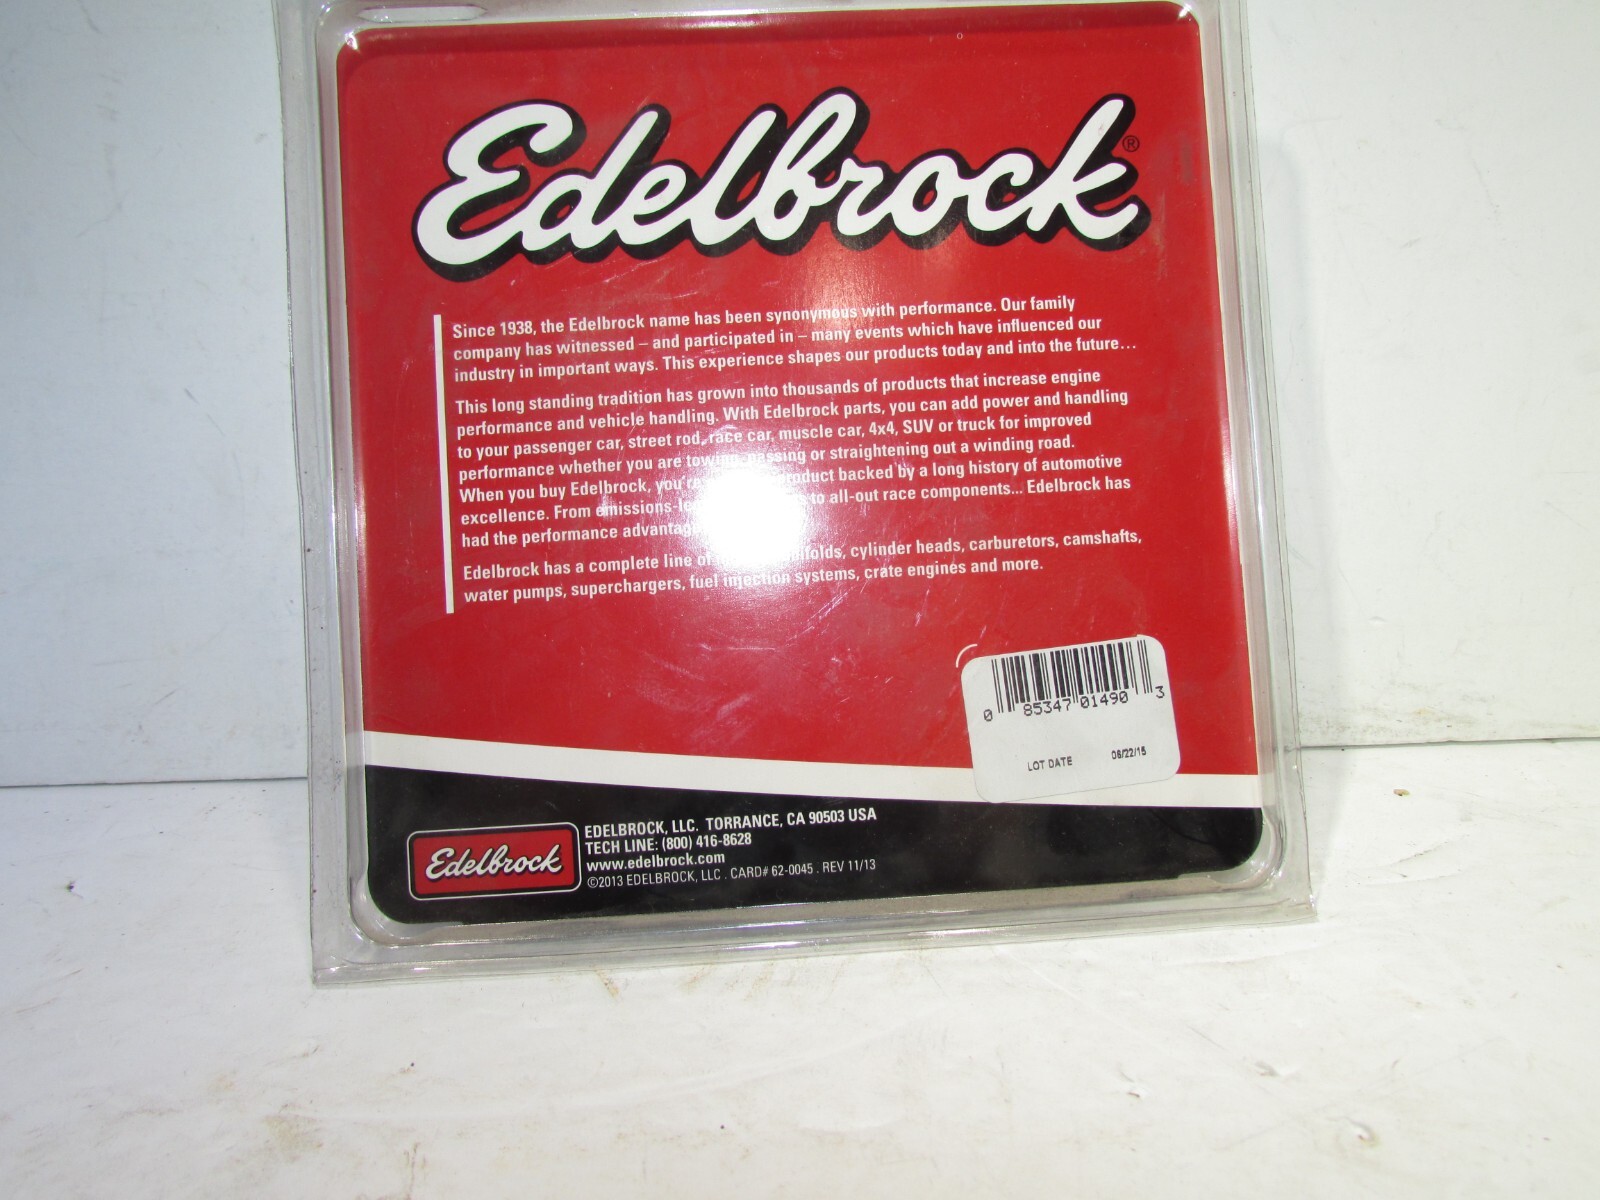 Edelbrock®
Since 1938, the Edelbrock name has been synonymous with performance. Our family
company has witnessed – and participated in – many events which have influenced our
industry in important ways. This experience shapes our products today and into the future...
This long standing tradition has grown into thousands of products that increase engine
performance and vehicle handling. With Edelbrock parts, you can add power and handling
to your passenger car, street rod, race car, muscle car, 4x4, SUV or truck for improved
performance whether you are towing, passing or straightening out a winding road.
When you buy Edelbrock, product backed by a long history of automotive
excellence. From to all-out race components... Edelbrock has
had the performance
Edelbrock has a complete line cylinder heads, carburetors, camshafts,
water pumps, superchargers, fuel injection systems, crate engines and more.
0 85347 01490 3
LOT DATE 06/22/15
Edelbrock
EDELBROCK, LLC. TORRANCE, CA 90503 USA
TECH LINE: (800) 416-8628
www.edelbrock.com
©2013 EDELBROCK, LLC . CARD# 62-0045 . REV 11/13